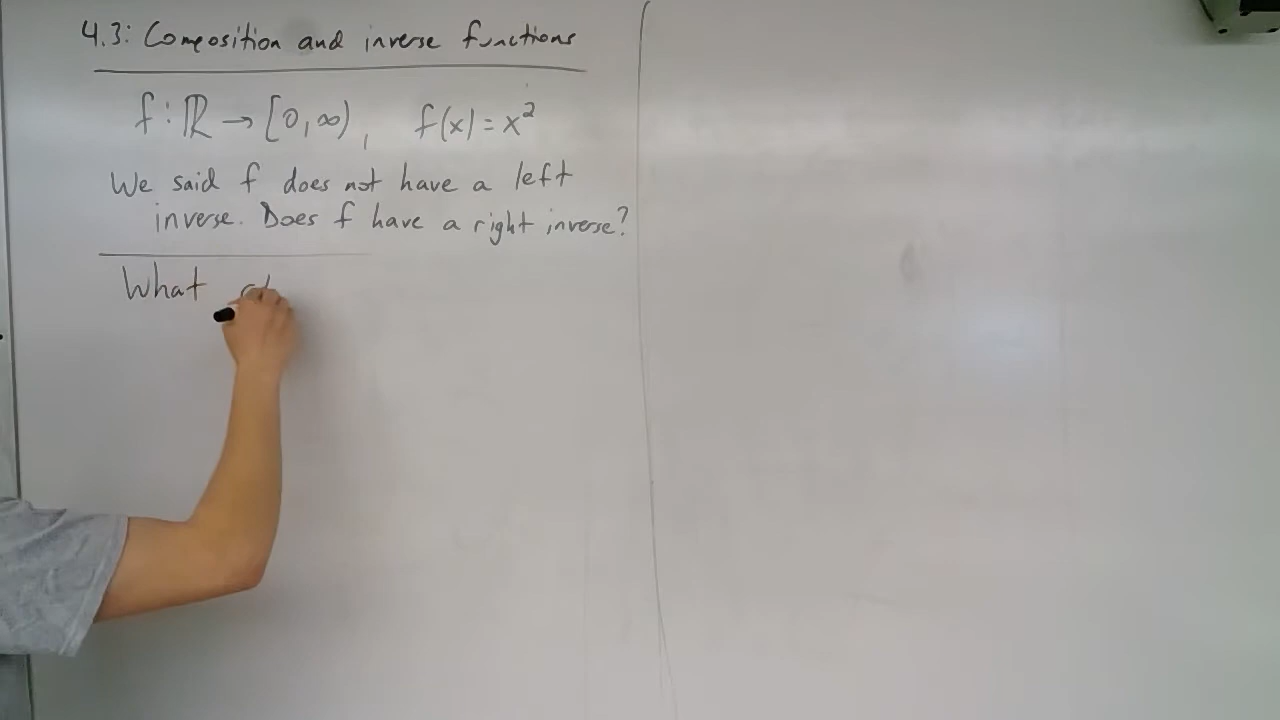 4.3: Composition and inverse functions
f : ℝ → [0, ∞), f(x) = x²
We said f does not have a left
inverse. Does f have a right inverse?
What